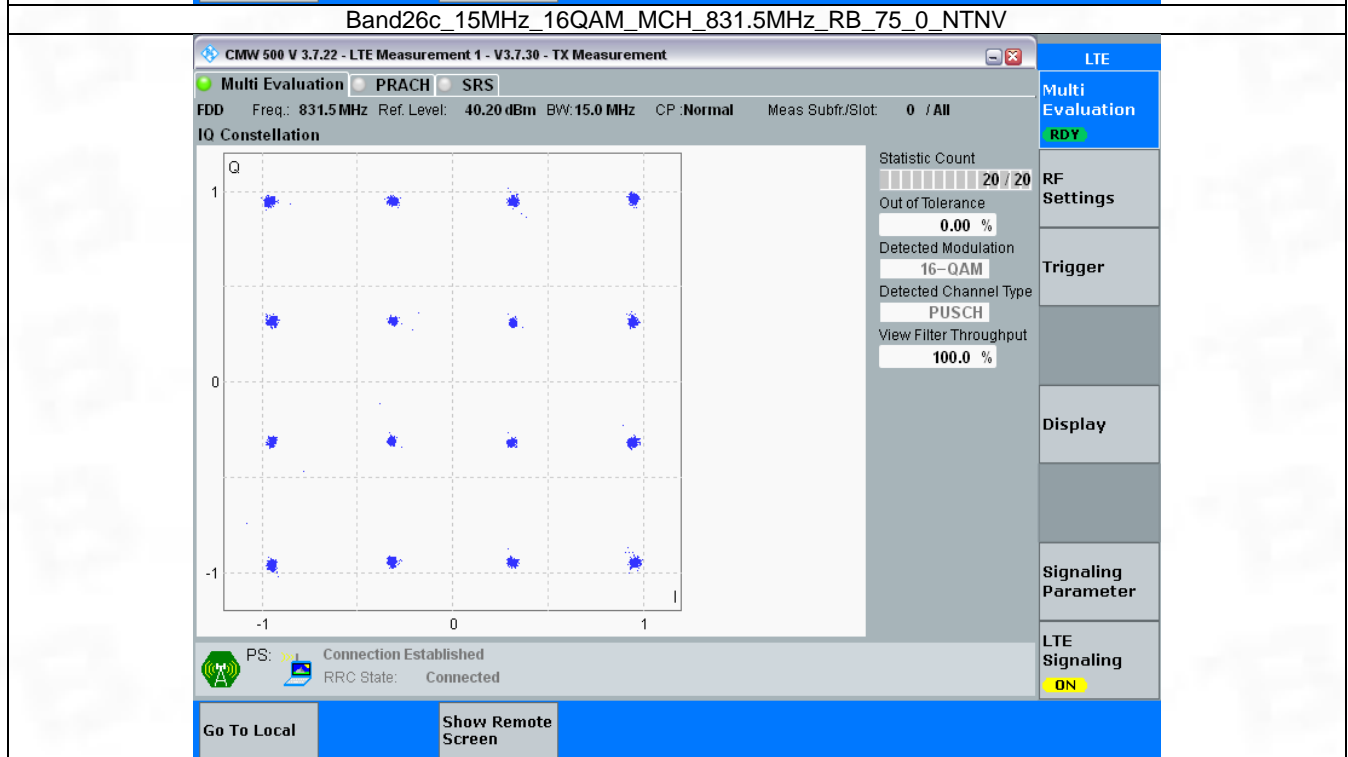 Band26c_15MHz_16QAM_MCH_831.5MHz_RB_75_0_NTNV
CMW 500 V 3.7.22 - LTE Measurement 1 - V3.7.30 - TX Measurement
LTE
Multi Evaluation PRACH SRS
FDD Freq.: 831.5 MHz Ref. Level: 40.20 dBm BW: 15.0 MHz CP :Normal Meas Subfr./Slot: 0 / All
IQ Constellation
Q
1
0
-1
I
-1 0 1
Statistic Count
20 / 20
Out of Tolerance
0.00 %
Detected Modulation
16-QAM
Detected Channel Type
PUSCH
View Filter Throughput
100.0 %
Multi
Evaluation
RDY
RF
Settings
Trigger
Display
Signaling
Parameter
LTE
Signaling
ON
PS: Connection Established
RRC State: Connected
Go To Local
Show Remote
Screen